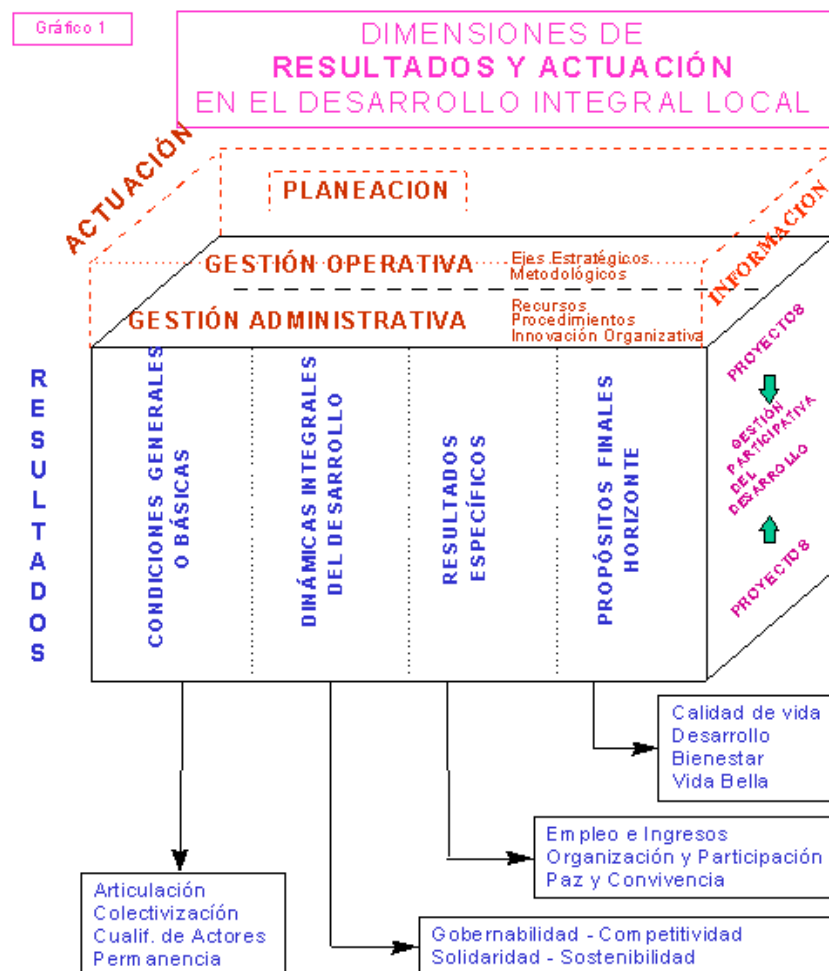 Gráfico 1
DIMENSIONES DE
RESULTADOS Y ACTUACIÓN
EN EL DESARROLLO INTEGRAL LOCAL
ACTUACIÓN
PLANEACION
INFORMACION
GESTIÓN OPERATIVA
Ejes Estratégicos
Metodológicos
GESTIÓN ADMINISTRATIVA
Recursos
Procedimientos
Innovación Organizativa
RESULTADOS
CONDICIONES GENERALES
O BÁSICAS
DINÁMICAS INTEGRALES
DEL DESARROLLO
RESULTADOS
ESPECÍFICOS
PROPÓSITOS FINALES
HORIZONTE
PROYECTOS
GESTIÓN
PARTICIPATIVA
DEL
DESARROLLO
PROYECTOS
Calidad de vida
Desarrollo
Bienestar
Vida Bella
Empleo e Ingresos
Organización y Participación
Paz y Convivencia
Articulación
Colectivización
Cualif. de Actores
Permanencia
Gobernabilidad - Competitividad
Solidaridad - Sostenibilidad